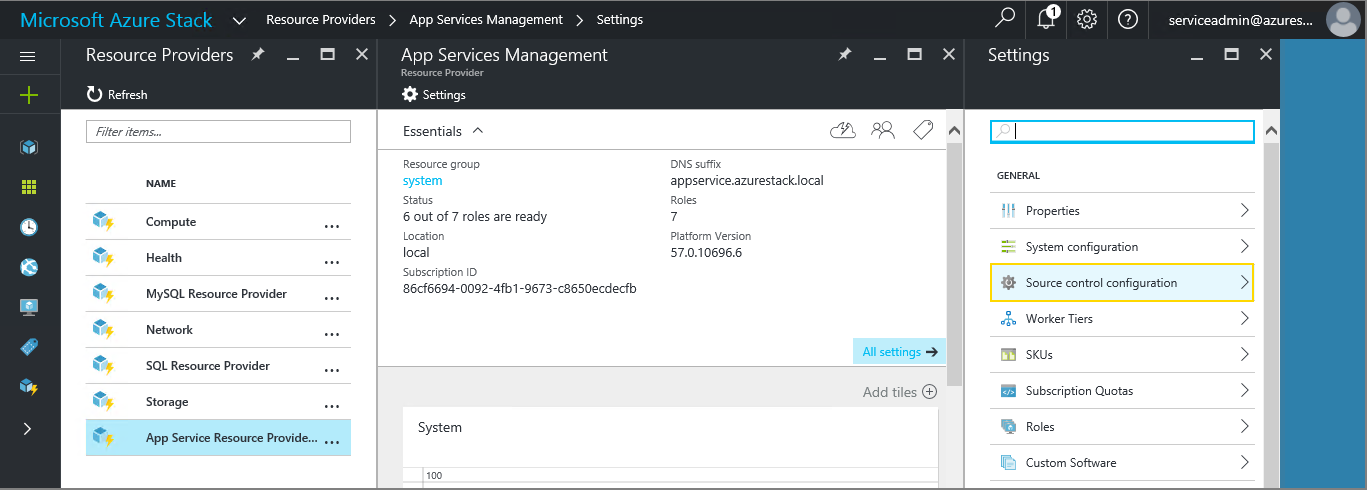 Microsoft Azure Stack
Resource Providers > App Services Management > Settings
1
serviceadmin@azures...
Resource Providers
Refresh
Filter items...
NAME
Compute ...
Health ...
MySQL Resource Provider ...
Network ...
SQL Resource Provider ...
Storage ...
App Service Resource Provide... ...
App Services Management
Resource Provider
Settings
Essentials
Resource group
system
Status
6 out of 7 roles are ready
Location
local
Subscription ID
86cf6694-0092-4fb1-9673-c8650ecdecfb
DNS suffix
appservice.azurestack.local
Roles
7
Platform Version
57.0.10696.6
All settings
Add tiles
System
100
Settings
GENERAL
Properties
System configuration
Source control configuration
Worker Tiers
SKUs
Subscription Quotas
Roles
Custom Software